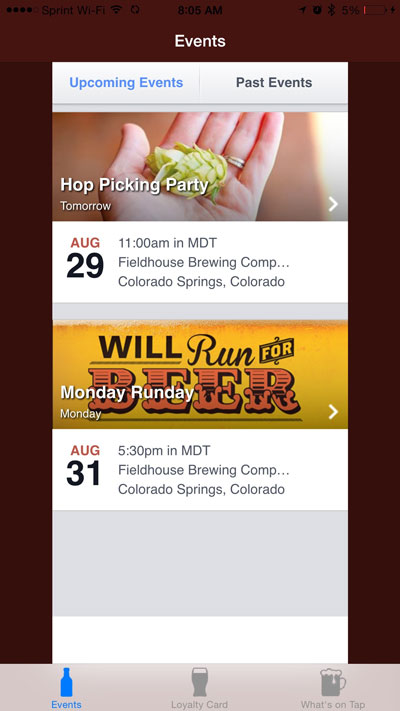 Sprint Wi-Fi 8:05 AM 5%
Events
Upcoming Events Past Events
Hop Picking Party
Tomorrow
AUG
29
11:00am in MDT
Fieldhouse Brewing Comp...
Colorado Springs, Colorado
WILL Run FOR
BEER
Monday Runday
Monday
AUG
31
5:30pm in MDT
Fieldhouse Brewing Comp...
Colorado Springs, Colorado
Events Loyalty Card What's on Tap